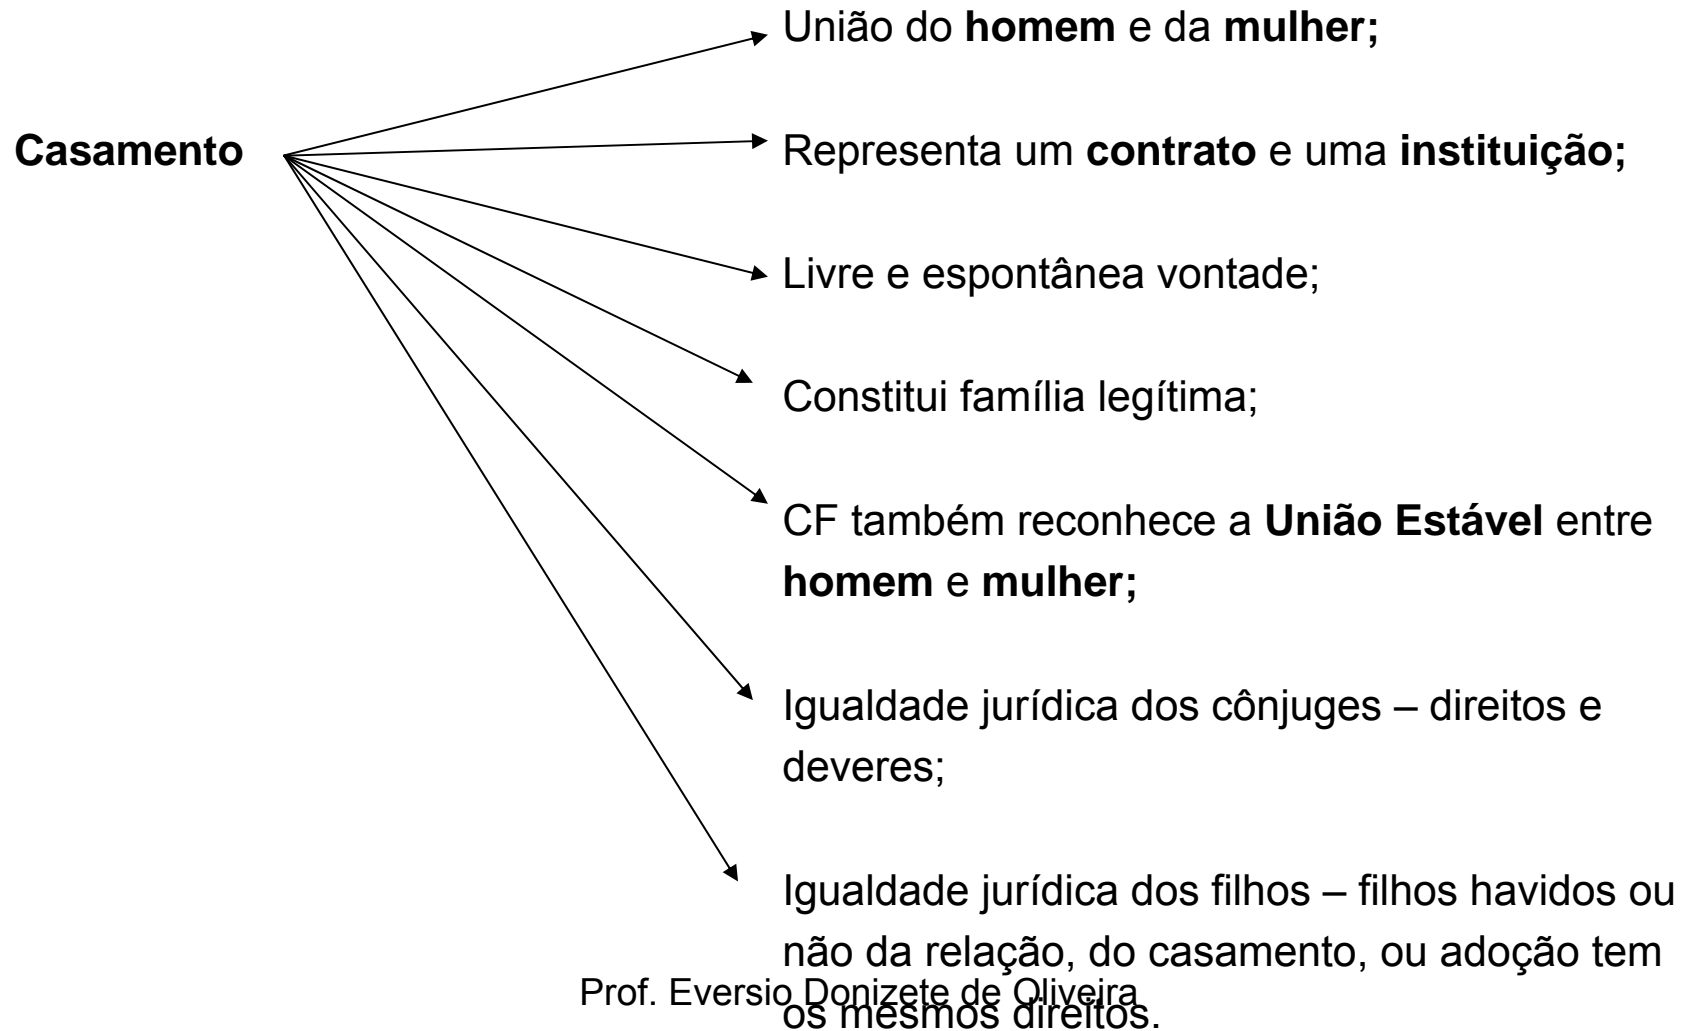 União do homem e da mulher;
Casamento
Representa um contrato e uma instituição;
Livre e espontânea vontade;
Constitui família legítima;
CF também reconhece a União Estável entre
homem e mulher;
Igualdade jurídica dos cônjuges – direitos e
deveres;
Igualdade jurídica dos filhos – filhos havidos ou
não da relação, do casamento, ou adoção tem
os mesmos direitos.
Prof. Eversio Donizete de Oliveira